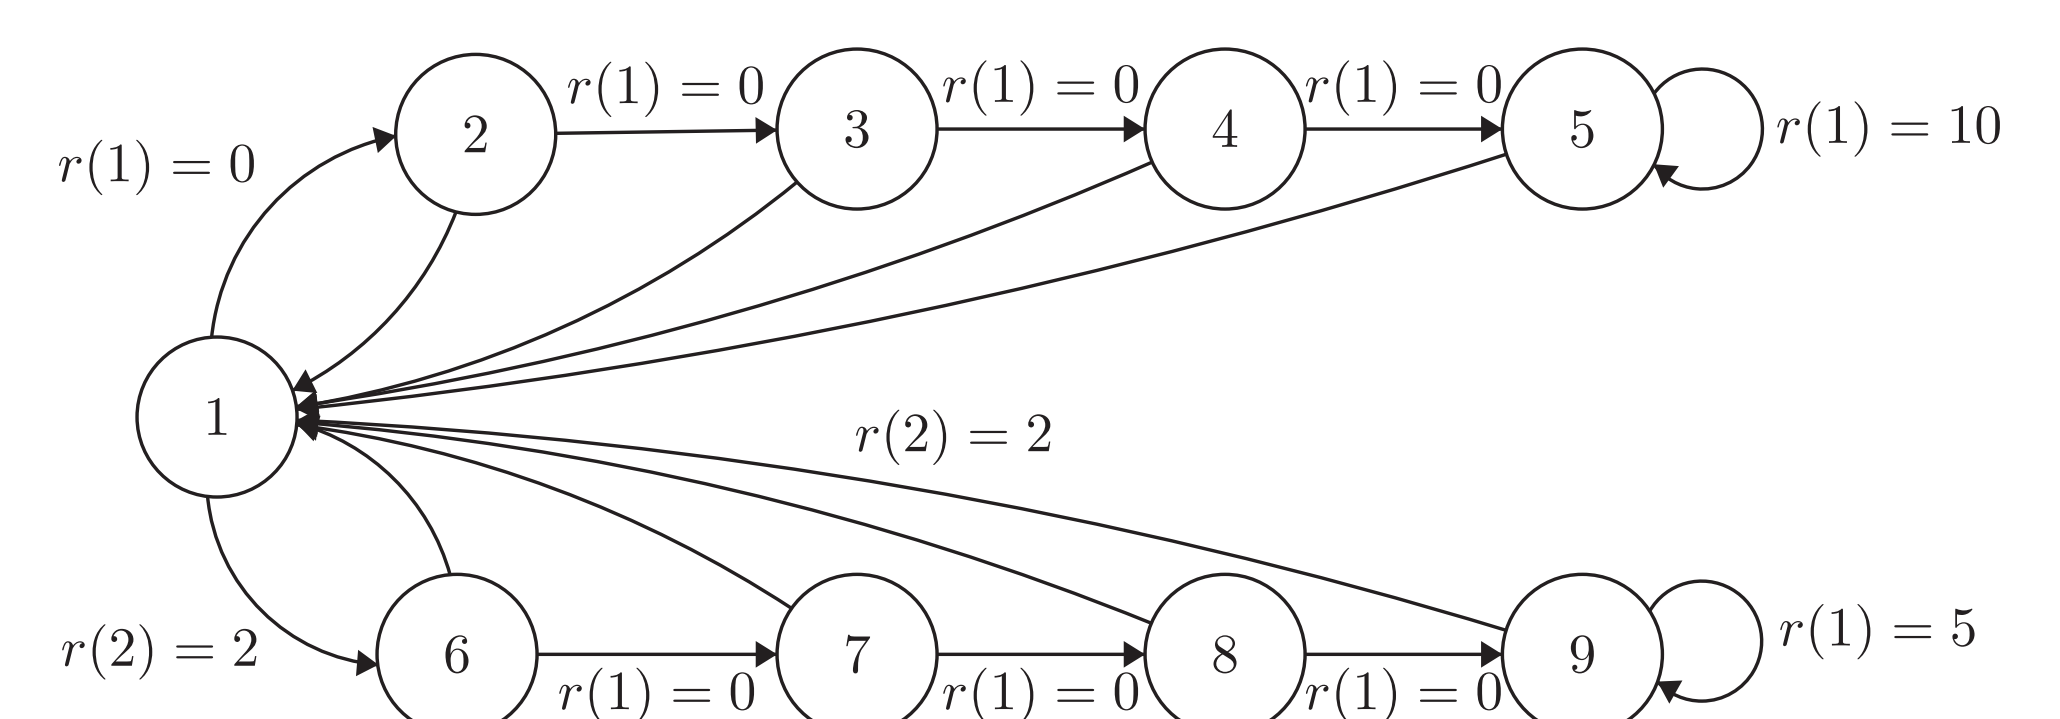 r(1) = 0 r(1) = 0 r(1) = 0
2 3 4 5 r(1) = 10
r(1) = 0
1
r(2) = 2
r(2) = 2 6 7 8 9 r(1) = 5
r(1) = 0 r(1) = 0 r(1) = 0